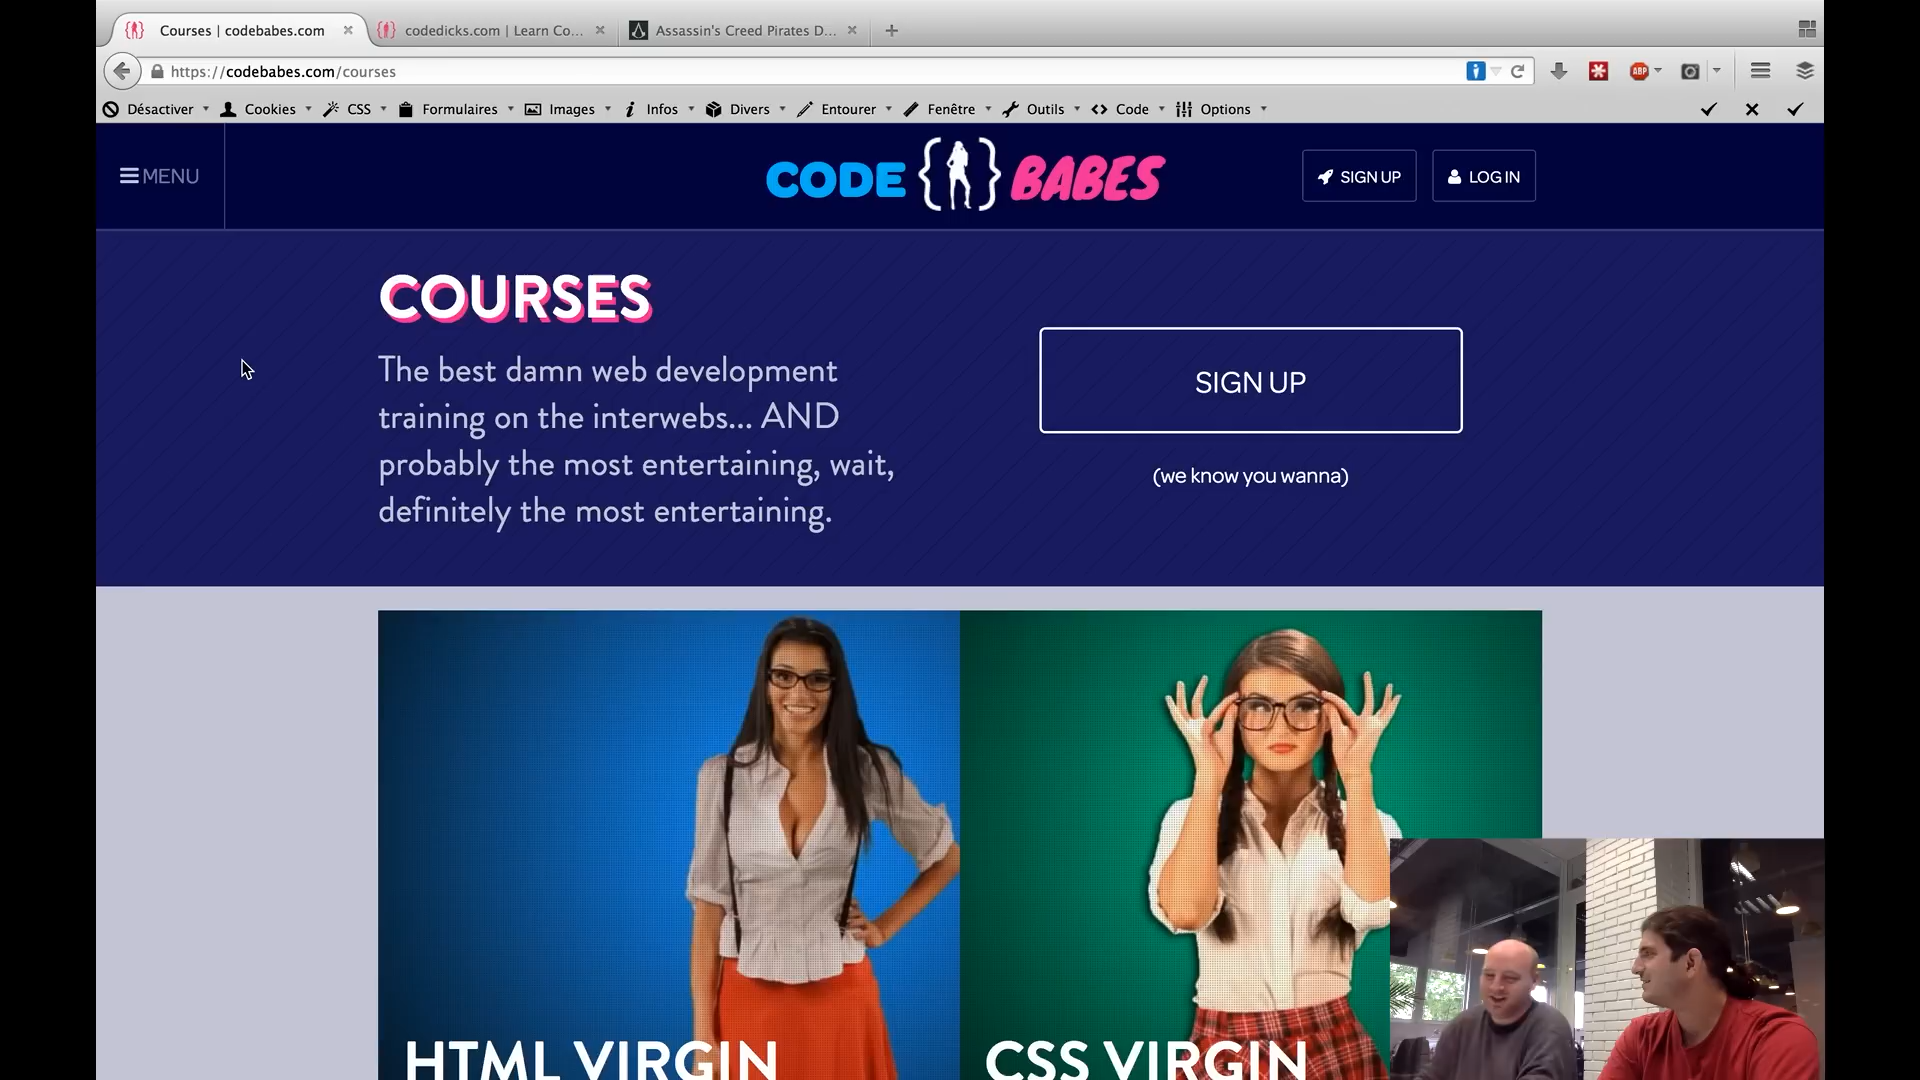 Courses | codebabes.com
codedicks.com | Learn Co...
Assassin's Creed Pirates D...
https://codebabes.com/courses
ABP
Désactiver
Cookies
CSS
Formulaires
Images
Infos
Divers
Entourer
Fenêtre
Outils
Code
Options
MENU
CODE BABES
SIGN UP
LOG IN
COURSES
The best damn web development
training on the interwebs... AND
probably the most entertaining, wait,
definitely the most entertaining.
SIGN UP
(we know you wanna)
HTML VIRGIN
CSS VIRGIN